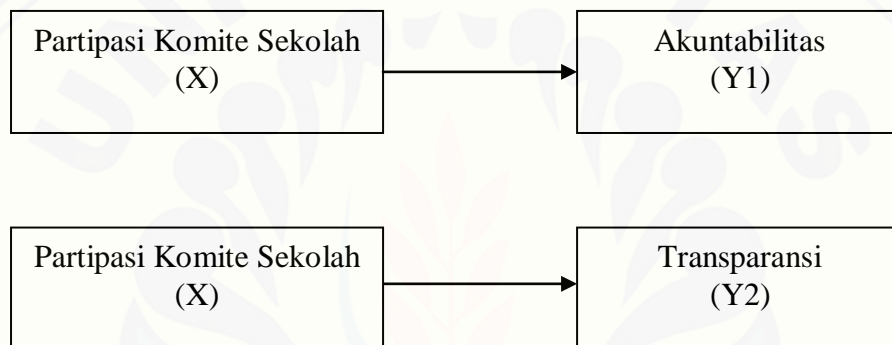 Partipasi Komite Sekolah
(X)
Akuntabilitas
(Y1)
Partipasi Komite Sekolah
(X)
Transparansi
(Y2)